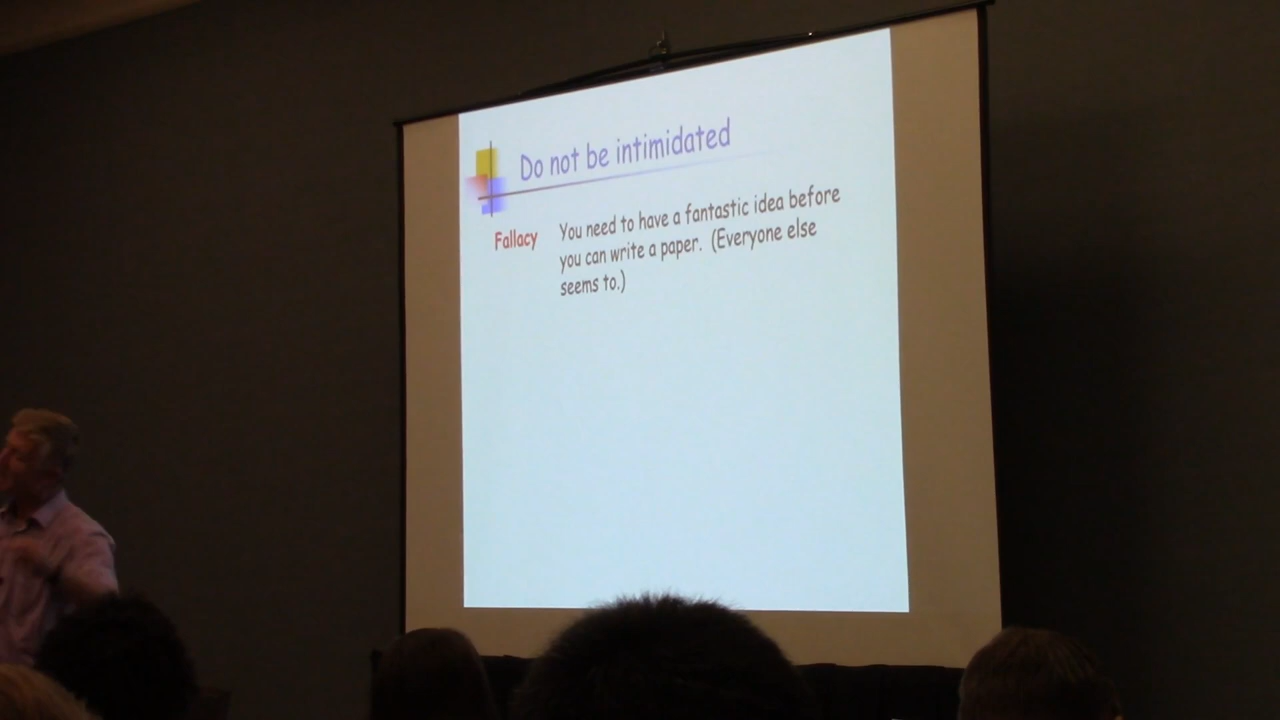 Do not be intimidated
Fallacy You need to have a fantastic idea before
you can write a paper. (Everyone else
seems to.)